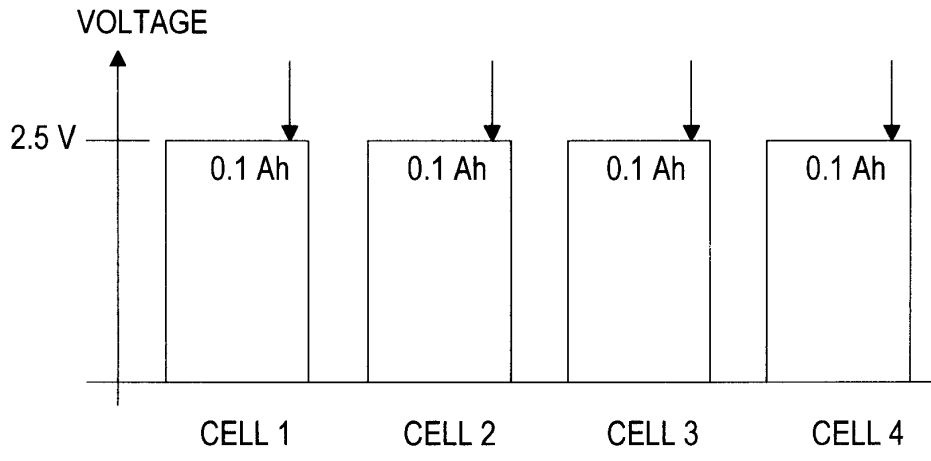 VOLTAGE
2.5 V
0.1 Ah 0.1 Ah 0.1 Ah 0.1 Ah
CELL 1 CELL 2 CELL 3 CELL 4